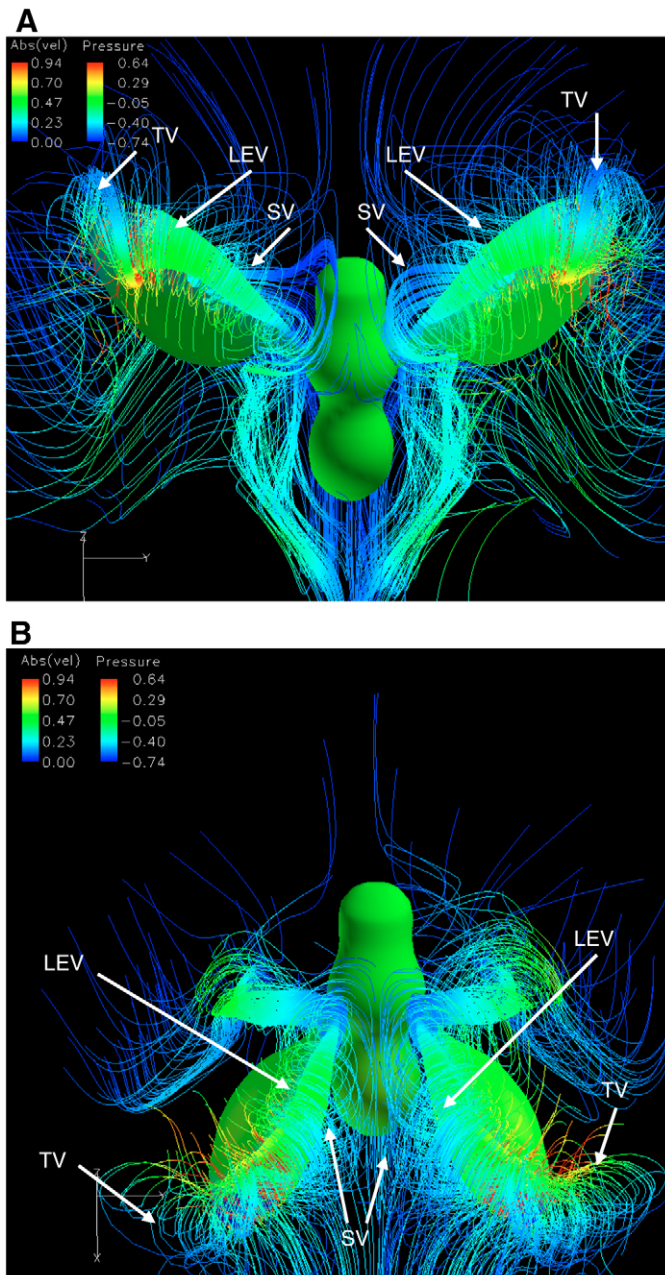 A
Abs(vel) Pressure
0.94 0.64
0.70 0.29
0.47 -0.05
0.23 -0.40
0.00 -0.74
TV
TV
LEV
LEV
SV
SV
Z
Y
B
Abs(vel) Pressure
0.94 0.64
0.70 0.29
0.47 -0.05
0.23 -0.40
0.00 -0.74
LEV
LEV
TV
TV
SV
X